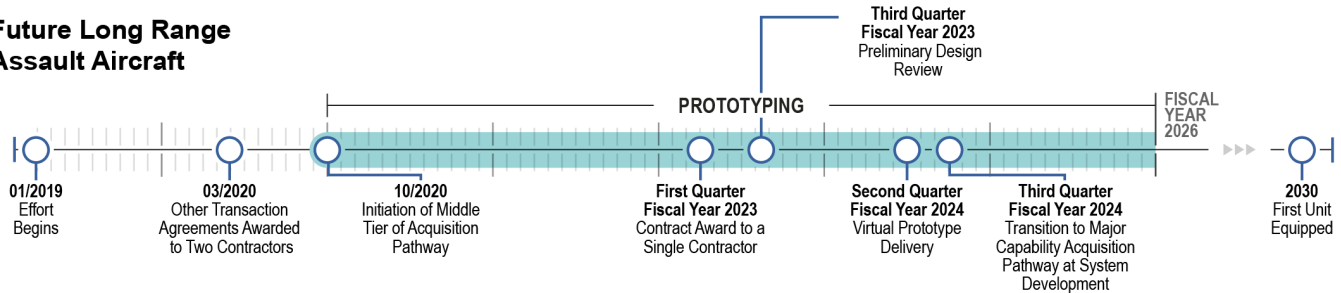 Future Long Range
Assault Aircraft
Third Quarter
Fiscal Year 2023
Preliminary Design
Review
PROTOTYPING
FISCAL
YEAR
2026
01/2019
Effort
Begins
03/2020
Other Transaction
Agreements Awarded
to Two Contractors
10/2020
Initiation of Middle
Tier of Acquisition
Pathway
First Quarter
Fiscal Year 2023
Contract Award to a
Single Contractor
Second Quarter
Fiscal Year 2024
Virtual Prototype
Delivery
Third Quarter
Fiscal Year 2024
Transition to Major
Capability Acquisition
Pathway at System
Development
2030
First Unit
Equipped